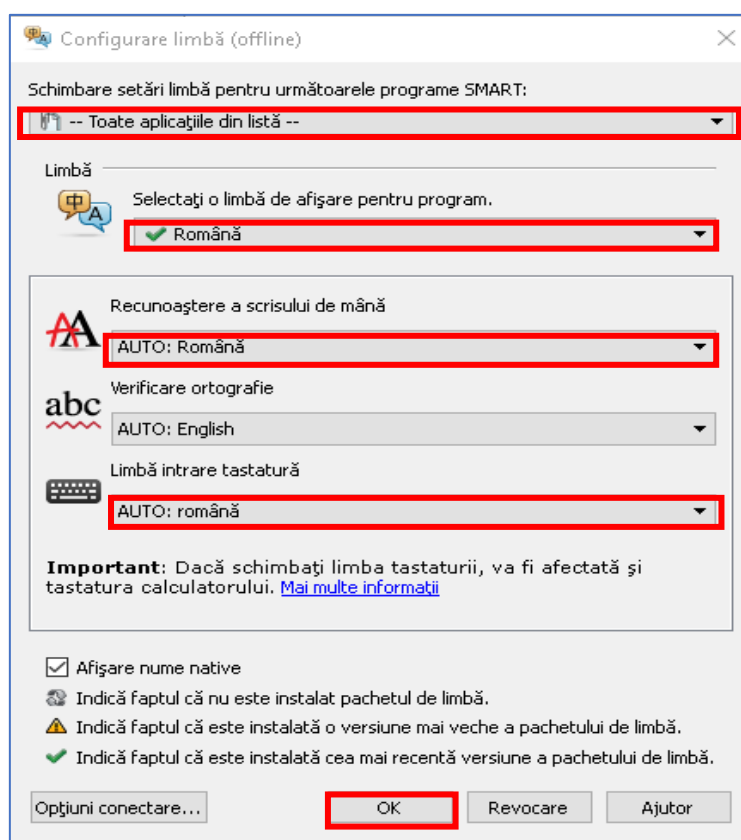 Configurare limbă (offline)
Schimbare setări limbă pentru următoarele programe SMART:
-- Toate aplicaţiile din listă --
Limbă
Selectaţi o limbă de afişare pentru program.
Română
Recunoaştere a scrisului de mână
AUTO: Română
Verificare ortografie
abc
AUTO: English
Limbă intrare tastatură
AUTO: română
Important: Dacă schimbaţi limba tastaturii, va fi afectată şi
tastatura calculatorului. Mai multe informaţii
Afişare nume native
Indică faptul că nu este instalat pachetul de limbă.
Indică faptul că este instalată o versiune mai veche a pachetului de limbă.
Indică faptul că este instalată cea mai recentă versiune a pachetului de limbă.
Opţiuni conectare... OK Revocare Ajutor